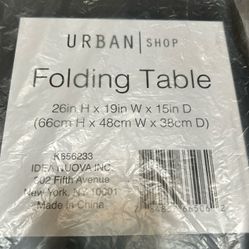 URBAN | SHOP
Folding Table
26in H x 19in W x 15in D
(66cm H x 48cm W x 38cm D)
K656233
IDEA NUOVA INC.
302 Fifth Avenue
New York, NY 10001
Made in China